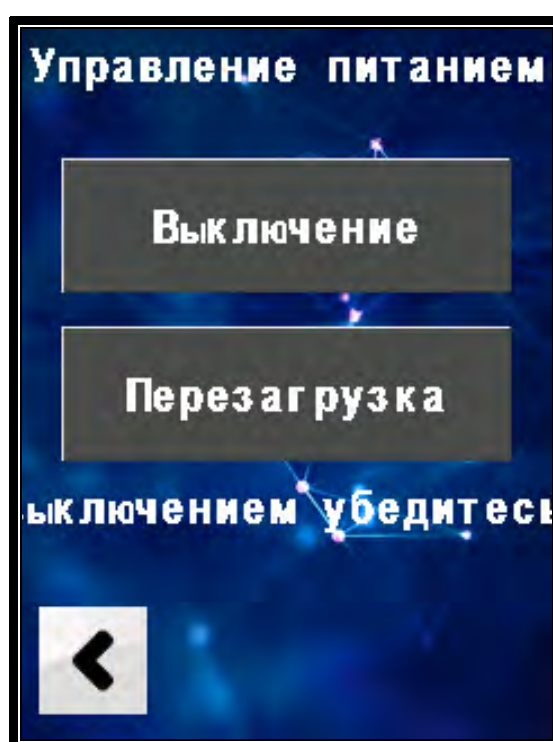 Управление питанием
Выключение
Перезагрузка
выключением убедитесь